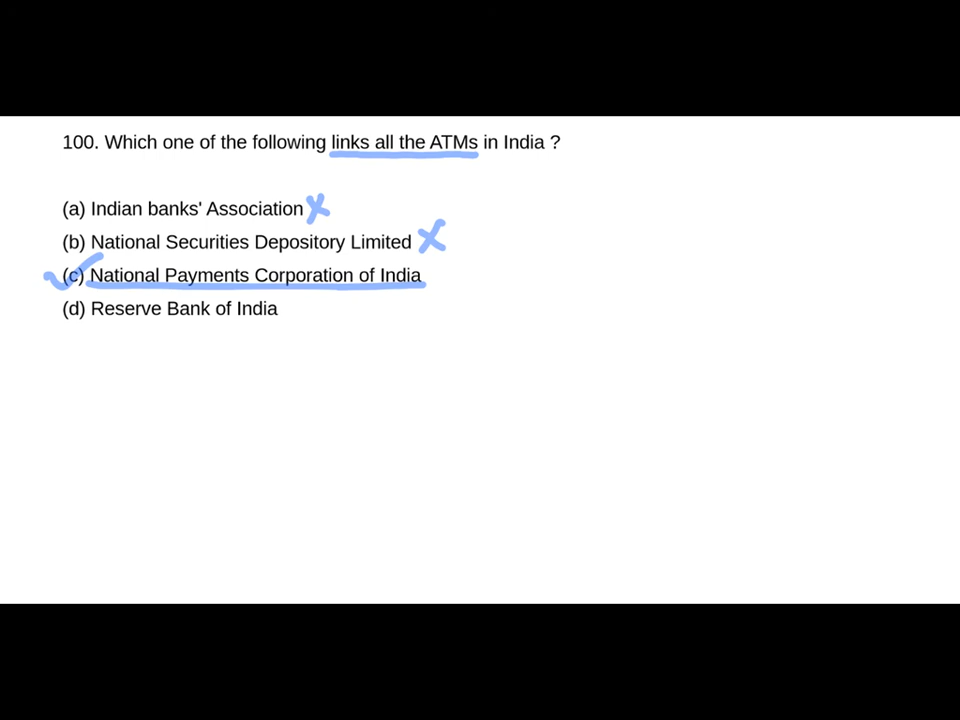 100. Which one of the following links all the ATMs in India ?
(a) Indian banks' Association
(b) National Securities Depository Limited
(c) National Payments Corporation of India
(d) Reserve Bank of India